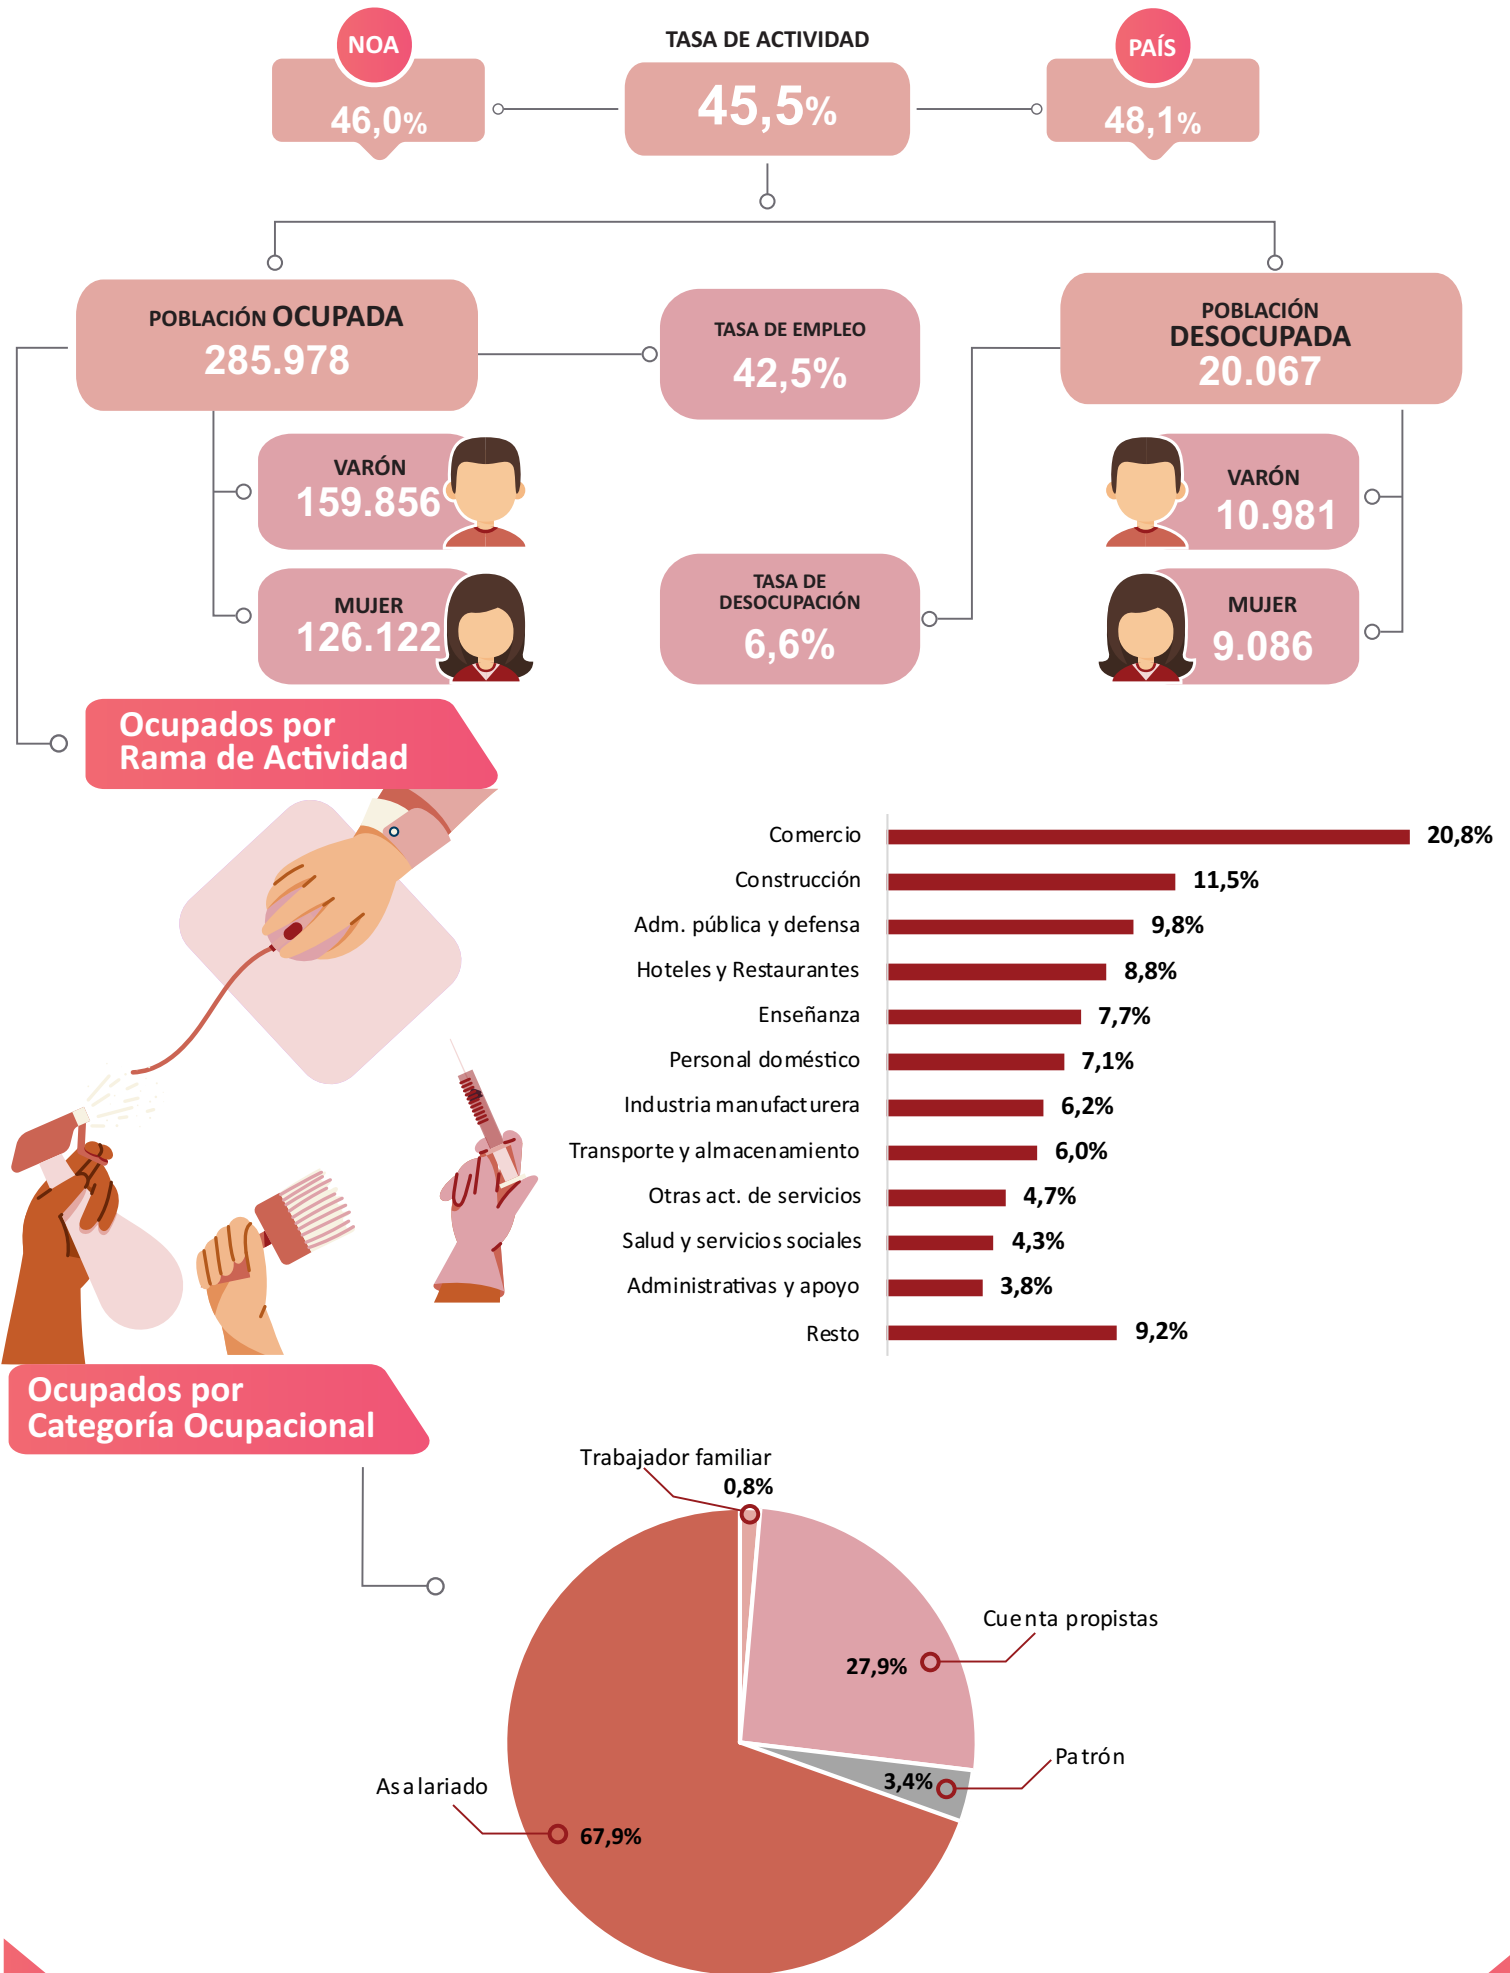 NOA
46,0%
TASA DE ACTIVIDAD
45,5%
PAÍS
48,1%
POBLACIÓN OCUPADA
285.978
TASA DE EMPLEO
42,5%
POBLACIÓN
DESOCUPADA
20.067
VARÓN
159.856
MUJER
126.122
TASA DE
DESOCUPACIÓN
6,6%
VARÓN
10.981
MUJER
9.086
Ocupados por
Rama de Actividad
Comercio 20,8%
Construcción 11,5%
Adm. pública y defensa 9,8%
Hoteles y Restaurantes 8,8%
Enseñanza 7,7%
Personal doméstico 7,1%
Industria manufacturera 6,2%
Transporte y almacenamiento 6,0%
Otras act. de servicios 4,7%
Salud y servicios sociales 4,3%
Administrativas y apoyo 3,8%
Resto 9,2%
Ocupados por
Categoría Ocupacional
Trabajador familiar
0,8%
Cuenta propistas
27,9%
Patrón
3,4%
Asalariado
67,9%